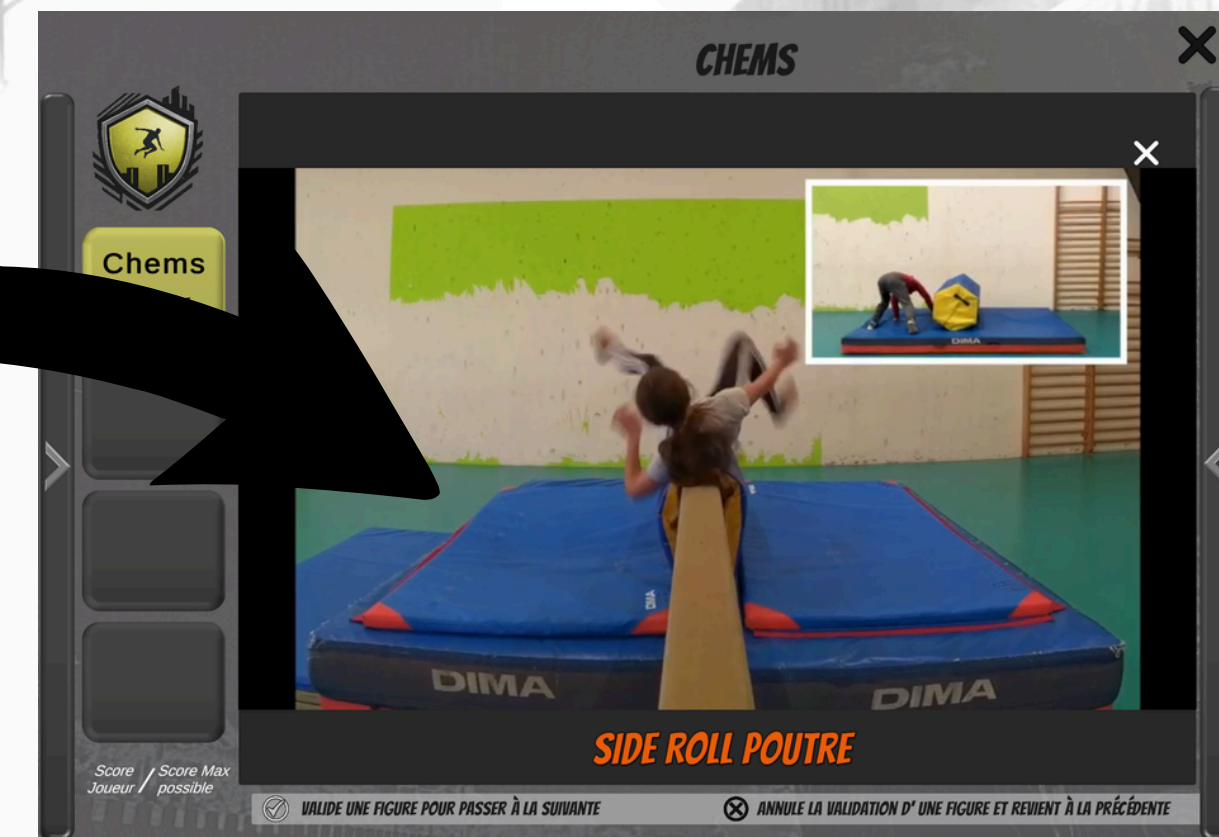 CHEMS
Chems
DIMA
DIMA
DIMA
DIMA
SIDE ROLL POUTRE
Score Joueur / Score Max possible
VALIDE UNE FIGURE POUR PASSER À LA SUIVANTE
ANNULE LA VALIDATION D' UNE FIGURE ET REVIENT À LA PRÉCÉDENTE